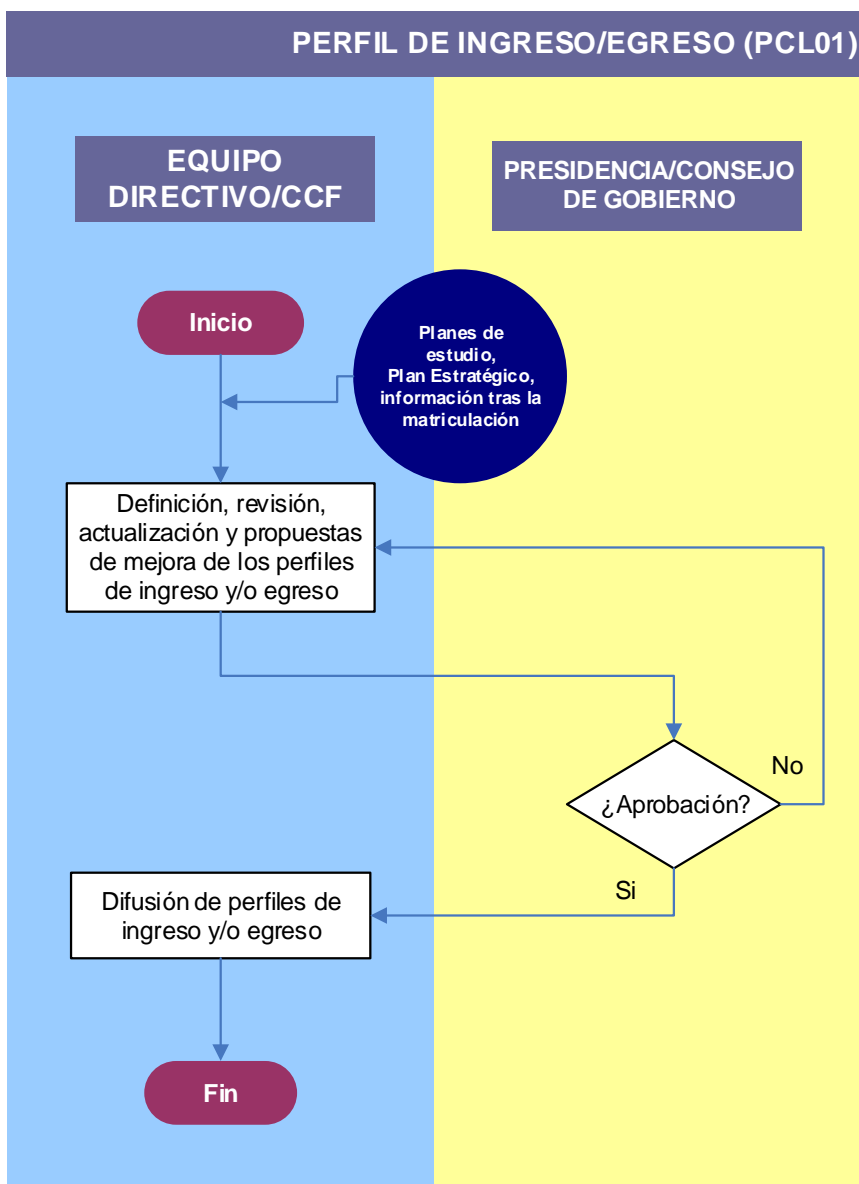 PERFIL DE INGRESO/EGRESO (PCL01)
EQUIPO
DIRECTIVO/CCF
PRESIDENCIA/CONSEJO
DE GOBIERNO
Inicio
Planes de
estudio,
Plan Estratégico,
información tras la
matriculación
Definición, revisión,
actualización y propuestas
de mejora de los perfiles
de ingreso y/o egreso
No
¿Aprobación?
Si
Difusión de perfiles de
ingreso y/o egreso
Fin